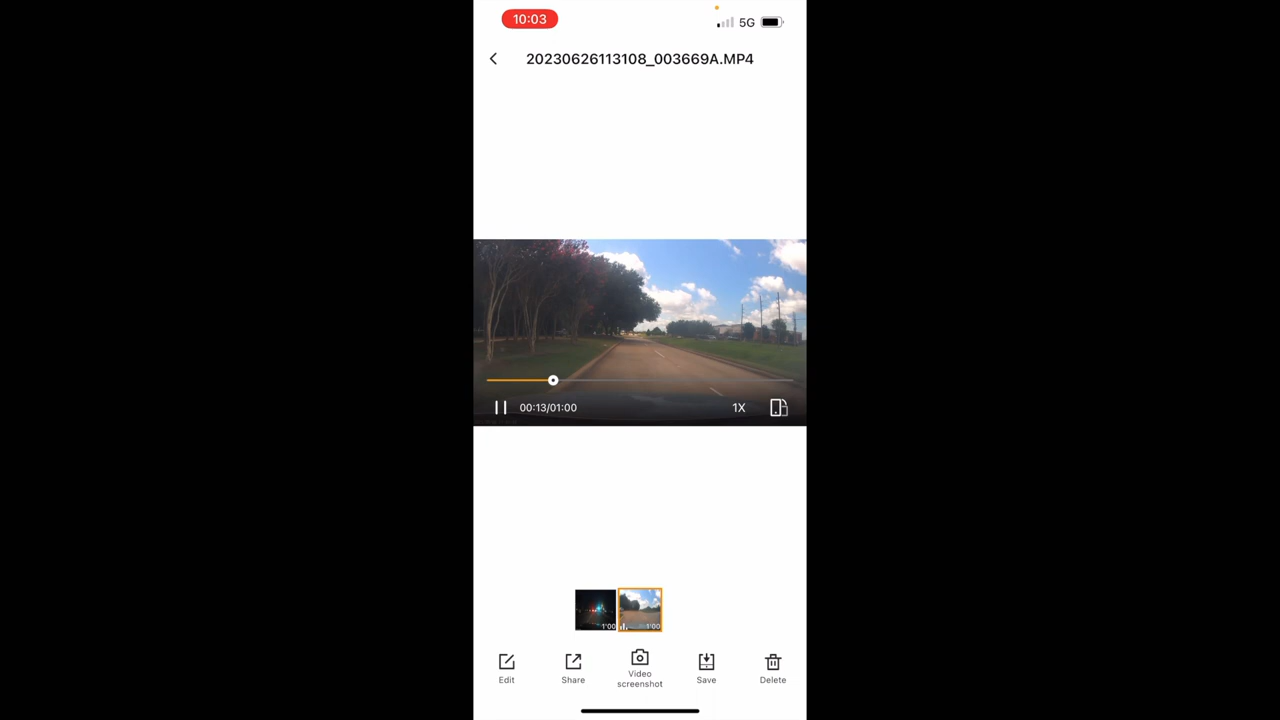 10:03
5G
20230626113108_003669A.MP4
00:13/01:00
1X
1'00
1'00
Edit
Share
Video
screenshot
Save
Delete